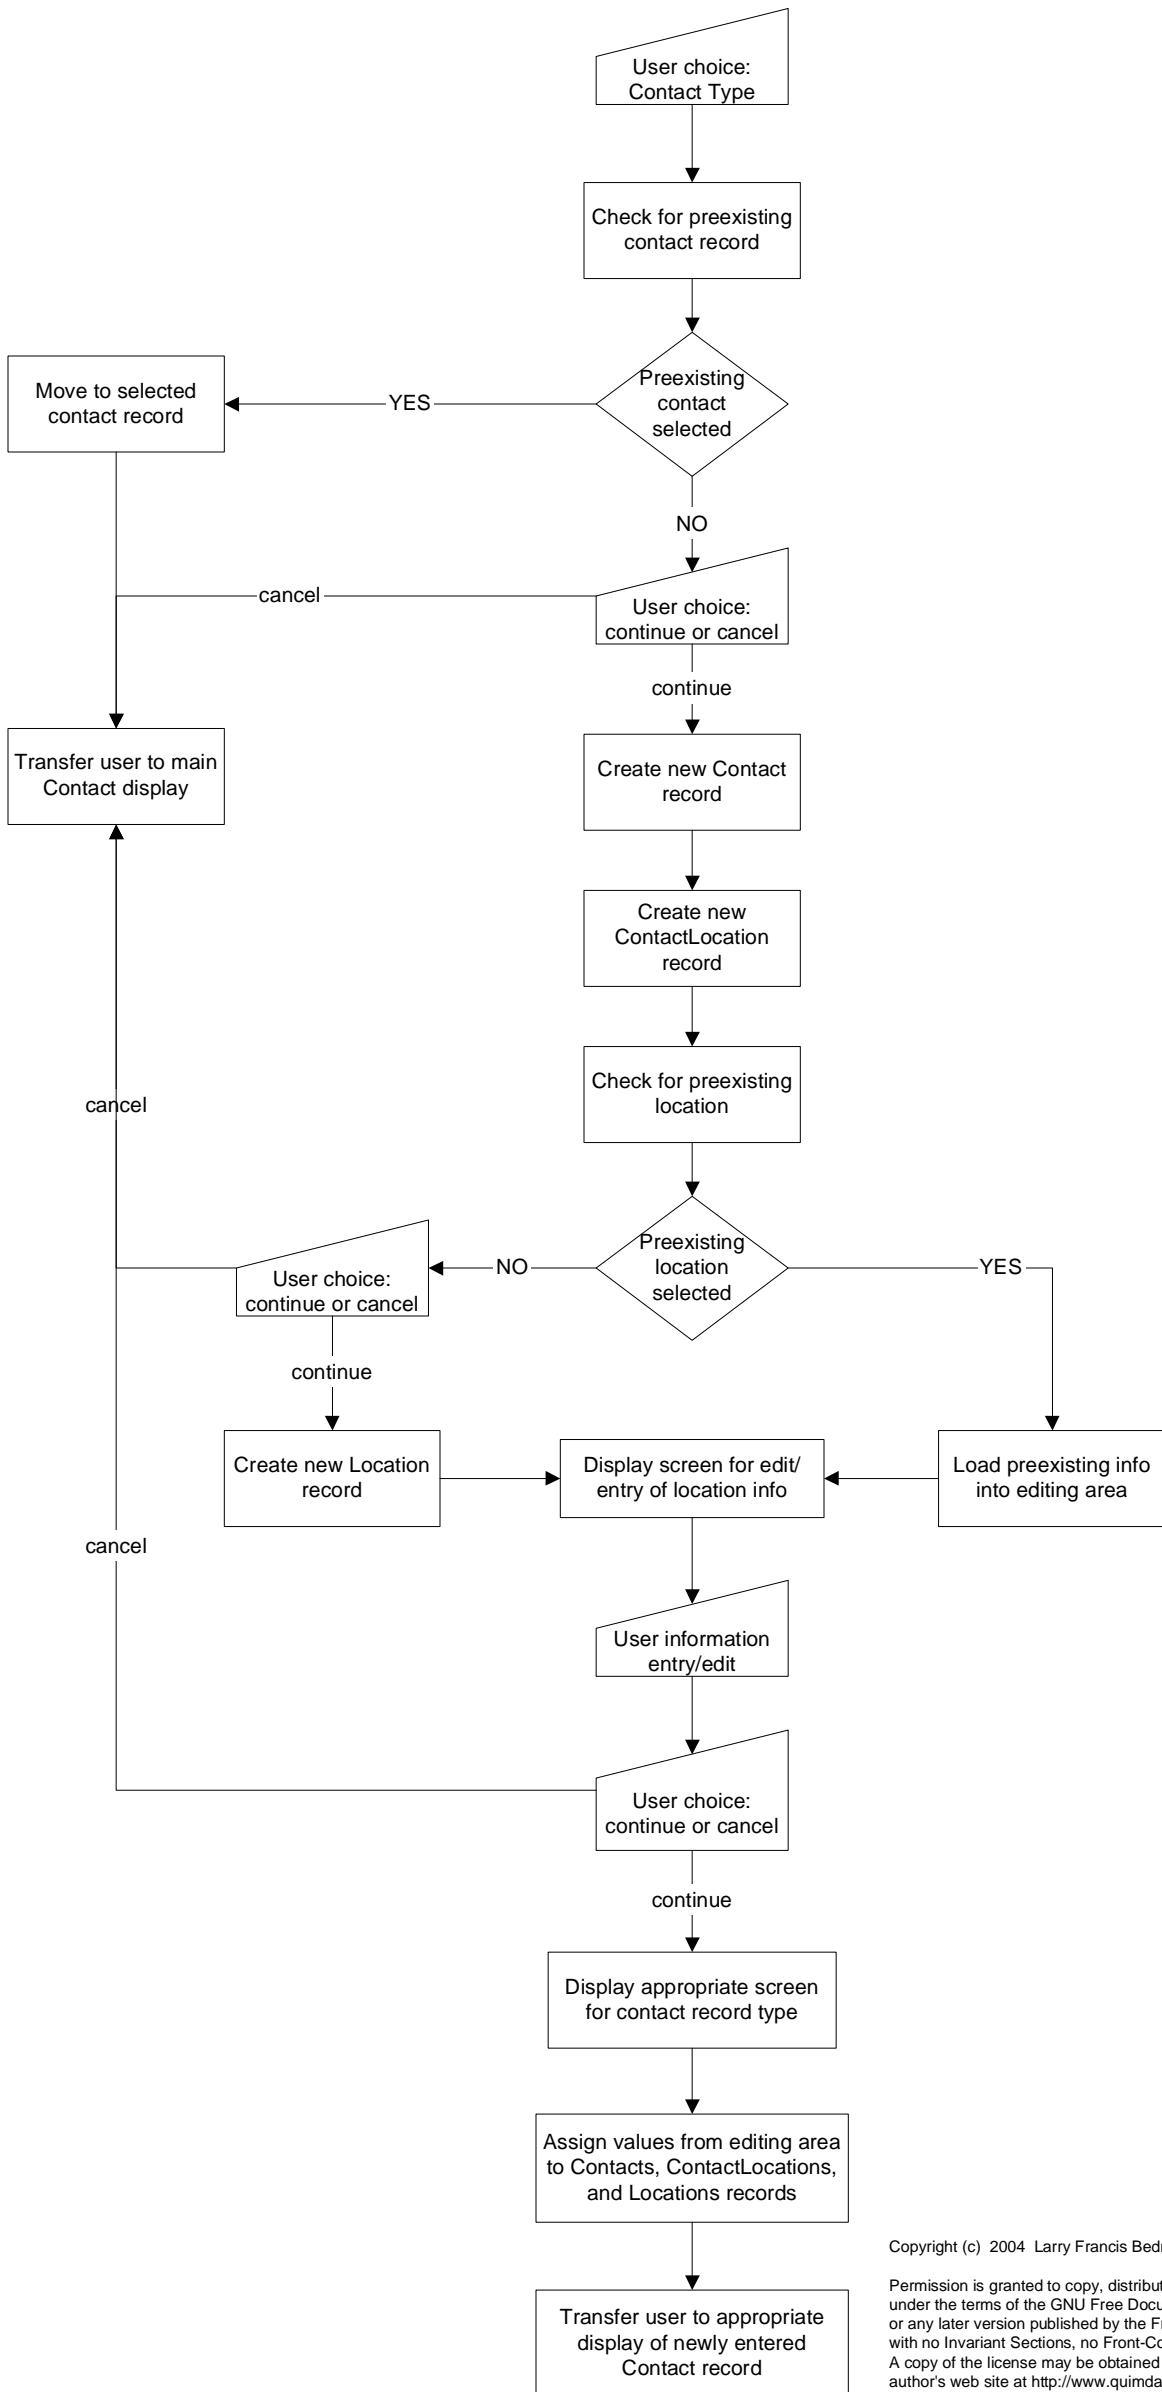 User choice:
Contact Type
Check for preexisting
contact record
Preexisting
contact
selected
YES
Move to selected
contact record
NO
cancel
User choice:
continue or cancel
continue
Transfer user to main
Contact display
Create new Contact
record
Create new
ContactLocation
record
Check for preexisting
location
cancel
Preexisting
location
selected
NO
YES
User choice:
continue or cancel
continue
Create new Location
record
Display screen for edit/
entry of location info
Load preexisting info
into editing area
cancel
User information
entry/edit
User choice:
continue or cancel
continue
Display appropriate screen
for contact record type
Assign values from editing area
to Contacts, ContactLocations,
and Locations records
Transfer user to appropriate
display of newly entered
Contact record
Copyright (c) 2004 Larry Francis
Permission is granted to copy,
under the terms of the GNU Free
or any later version published by the
with no Invariant Sections, no
A copy of the license may be obtained
author's web site at